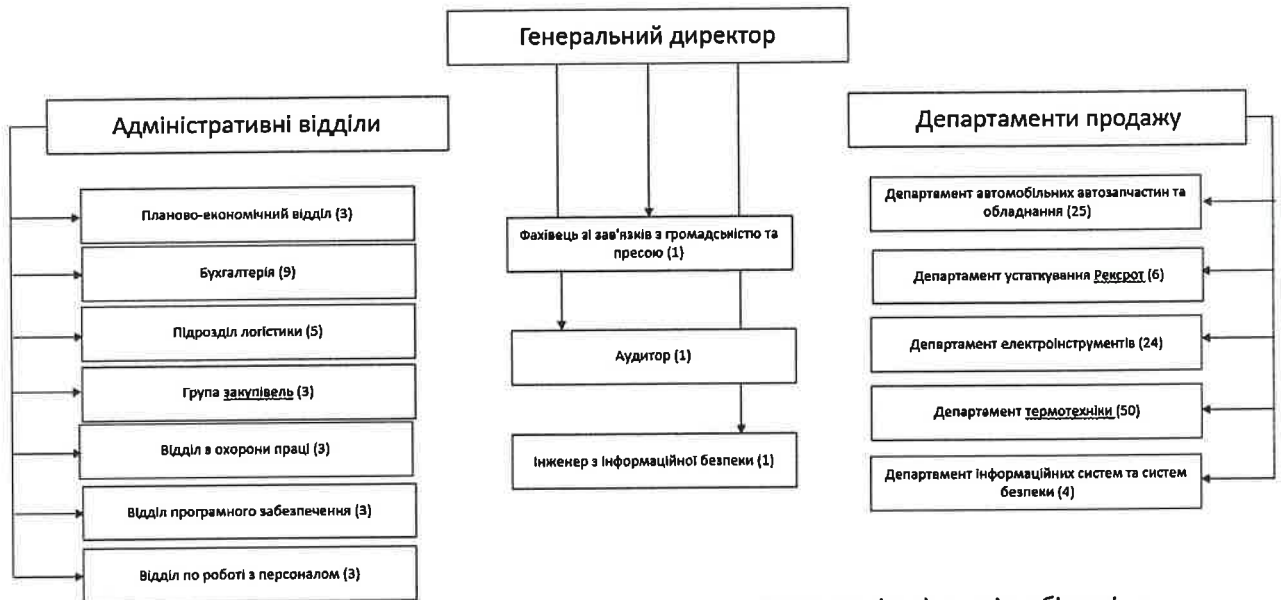 Генеральний директор
Адміністративні відділи
Планово-економічний відділ (3)
Бухгалтерія (9)
Підрозділ логістики (5)
Група закупівель (3)
Відділ з охорони праці (3)
Відділ програмного забезпечення (3)
Відділ по роботі з персоналом (3)
Фахівець зі зав'язків з громадськістю та
пресою (1)
Аудитор (1)
Інженер з інформаційної безпеки (1)
Департаменти продажу
Департамент автомобільних автозапчастин та
обладнання (25)
Департамент устаткування Рексрот (6)
Департамент електроінструментів (24)
Департамент термотехніки (50)
Департамент інформаційних систем та систем
безпеки (4)